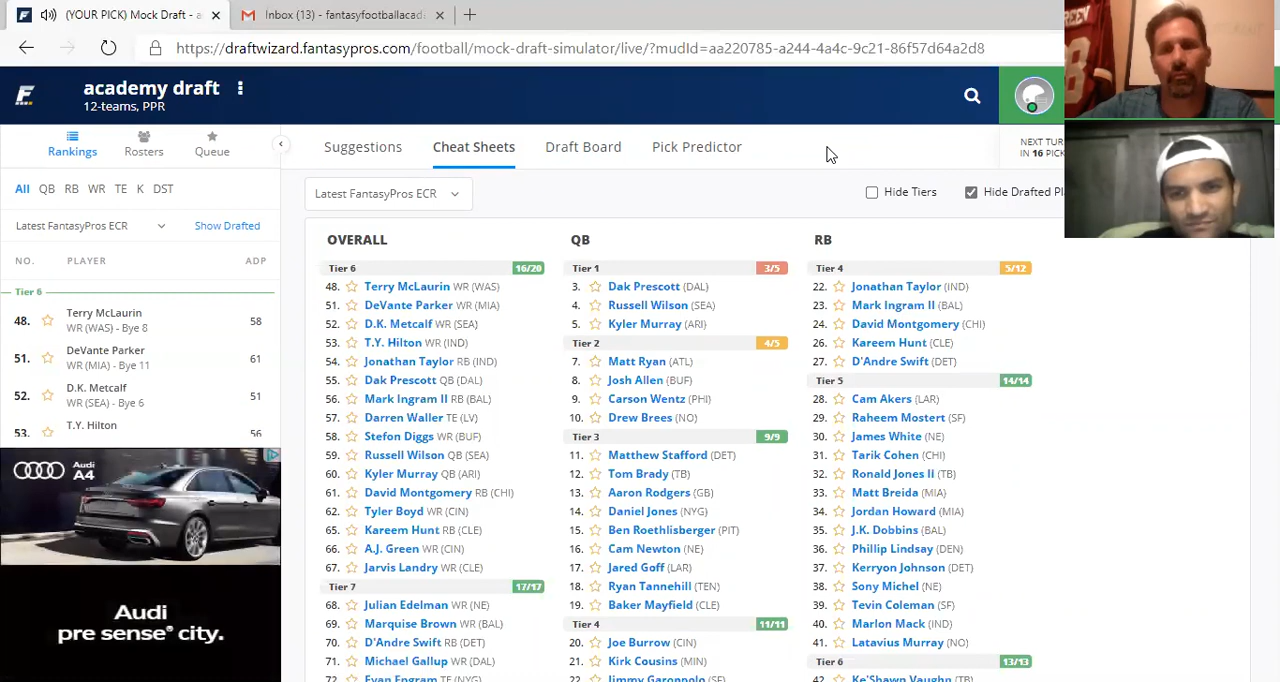 (YOUR PICK) Mock Draft - a
Inbox (13) - fantasyfootballacad
https://draftwizard.fantasypros.com/football/mock-draft-simulator/live/?mudId=aa220785-a244-4a4c-9c21-86f57d64a2d8
academy draft
12-teams, PPR
Rankings
Rosters
Queue
Suggestions
Cheat Sheets
Draft Board
Pick Predictor
NEXT TUR
IN 16 PICK
All QB RB WR TE K DST
Latest FantasyPros ECR
Show Drafted
NO. PLAYER ADP
Tier 6
48. Terry McLaurin 58
WR (WAS) - Bye 8
51. DeVante Parker 61
WR (MIA) - Bye 11
52. D.K. Metcalf 51
WR (SEA) - Bye 6
53. T.Y. Hilton 56
Audi
A4
Audi
pre sense® city.
Latest FantasyPros ECR
Hide Tiers
Hide Drafted Pl
OVERALL
Tier 6 16/20
48. Terry McLaurin WR (WAS)
51. DeVante Parker WR (MIA)
52. D.K. Metcalf WR (SEA)
53. T.Y. Hilton WR (IND)
54. Jonathan Taylor RB (IND)
55. Dak Prescott QB (DAL)
56. Mark Ingram II RB (BAL)
57. Darren Waller TE (LV)
58. Stefon Diggs WR (BUF)
59. Russell Wilson QB (SEA)
60. Kyler Murray QB (ARI)
61. David Montgomery RB (CHI)
62. Tyler Boyd WR (CIN)
65. Kareem Hunt RB (CLE)
66. A.J. Green WR (CIN)
67. Jarvis Landry WR (CLE)
Tier 7 17/17
68. Julian Edelman WR (NE)
69. Marquise Brown WR (BAL)
70. D'Andre Swift RB (DET)
71. Michael Gallup WR (DAL)
72. Evan Engram TE (NYG)
QB
Tier 1 3/5
3. Dak Prescott (DAL)
4. Russell Wilson (SEA)
5. Kyler Murray (ARI)
Tier 2 4/5
7. Matt Ryan (ATL)
8. Josh Allen (BUF)
9. Carson Wentz (PHI)
10. Drew Brees (NO)
Tier 3 9/9
11. Matthew Stafford (DET)
12. Tom Brady (TB)
13. Aaron Rodgers (GB)
14. Daniel Jones (NYG)
15. Ben Roethlisberger (PIT)
16. Cam Newton (NE)
17. Jared Goff (LAR)
18. Ryan Tannehill (TEN)
19. Baker Mayfield (CLE)
Tier 4 11/11
20. Joe Burrow (CIN)
21. Kirk Cousins (MIN)
22. Jimmy Garoppolo (SF)
RB
Tier 4 5/12
22. Jonathan Taylor (IND)
23. Mark Ingram II (BAL)
24. David Montgomery (CHI)
26. Kareem Hunt (CLE)
27. D'Andre Swift (DET)
Tier 5 14/14
28. Cam Akers (LAR)
29. Raheem Mostert (SF)
30. James White (NE)
31. Tarik Cohen (CHI)
32. Ronald Jones II (TB)
33. Matt Breida (MIA)
34. Jordan Howard (MIA)
35. J.K. Dobbins (BAL)
36. Phillip Lindsay (DEN)
37. Kerryon Johnson (DET)
38. Sony Michel (NE)
39. Tevin Coleman (SF)
40. Marlon Mack (IND)
41. Latavius Murray (NO)
Tier 6 13/13
42. Ke'Shawn Vaughn (TB)